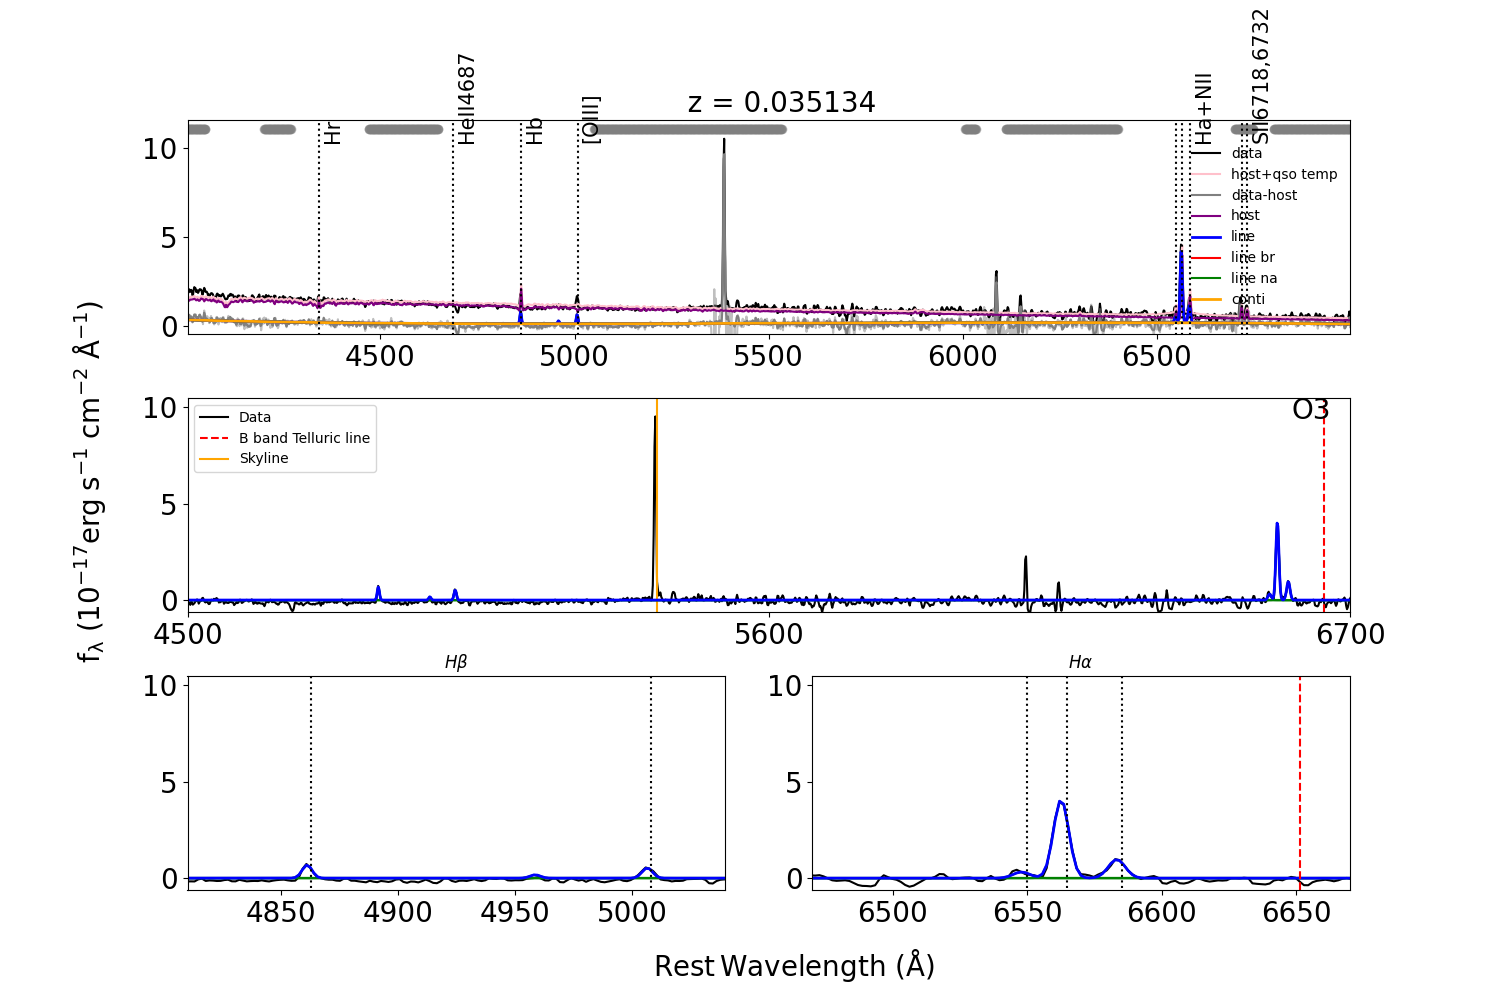 z = 0.035134
Hr
HeII4687
Hb
[OIII]
Ha+NII
SII6718,6732
10
5
0
data
host+qso temp
data-host
host
line
line br
line na
conti
4500 5000 5500 6000 6500
fλ (10⁻¹⁷erg s⁻¹ cm⁻² Å⁻¹)
10
5
0
Data
B band Telluric line
Skyline
O3
4500 5600 6700
Hβ
10
5
0
4850 4900 4950 5000
Hα
10
5
0
6500 6550 6600 6650
Rest Wavelength (Å)